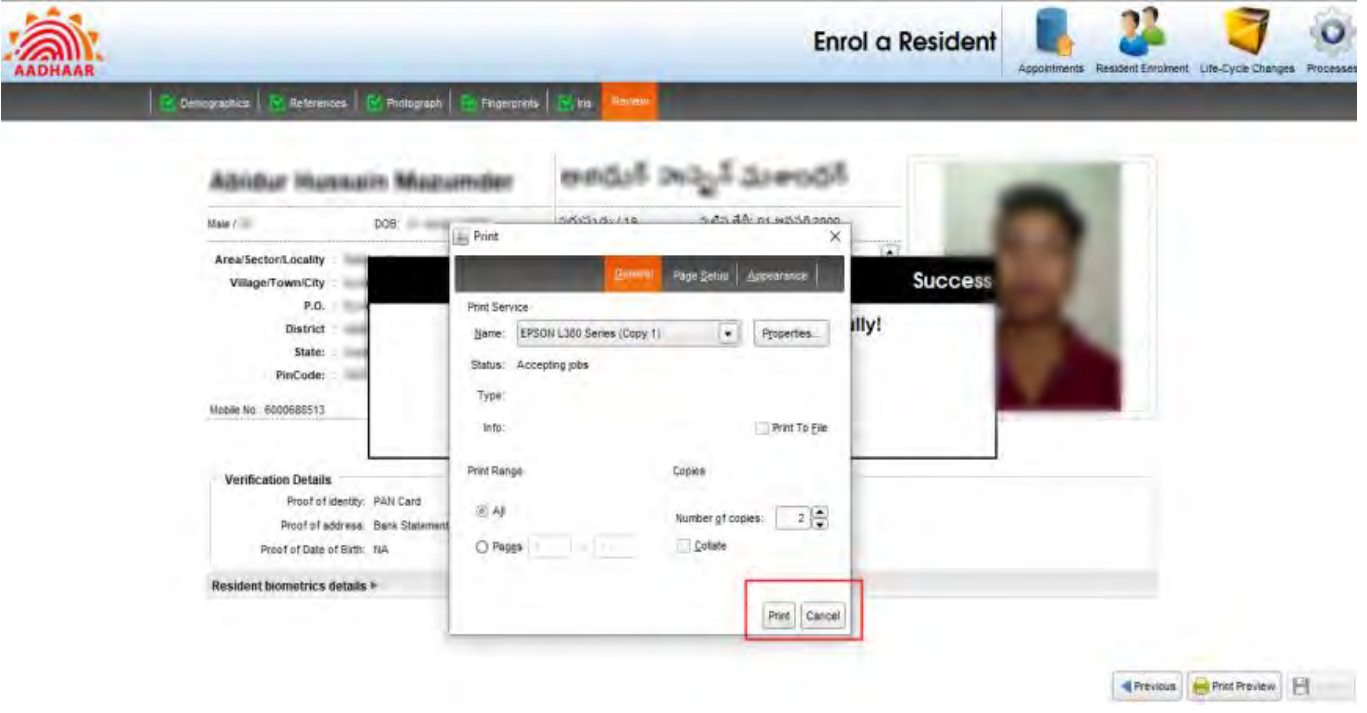 AADHAAR
Enrol a Resident
Appointments Resident Enrolment Life-Cycle Changes Processes
Demographics References Photograph Fingerprints Iris Review
Male / DOB:
Print
Area/Sector/Locality :
General Page Setup Appearance
Success
Village/Town/City :
P.O. :
Print Service
District :
Name: EPSON L380 Series (Copy 1) Properties...
lly!
State: :
Status: Accepting jobs
PinCode: :
Type:
Mobile No : 6000688513
Info: Print To File
Verification Details
Print Range Copies
Proof of identity: PAN Card
All
Number of copies: 2
Proof of address: Bank Statement
Pages
Collate
Proof of Date of Birth: NA
Resident biometrics details
Print Cancel
Previous Print Preview